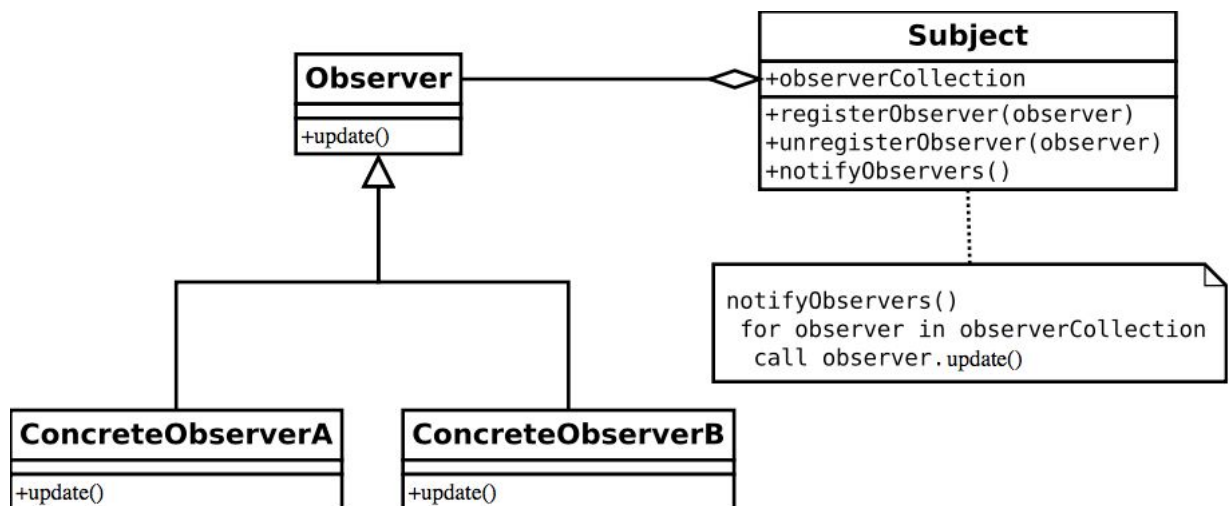 Observer
+update()
Subject
+observerCollection
+registerObserver(observer)
+unregisterObserver(observer)
+notifyObservers()
notifyObservers()
for observer in observerCollection
call observer.update()
ConcreteObserverA
+update()
ConcreteObserverB
+update()